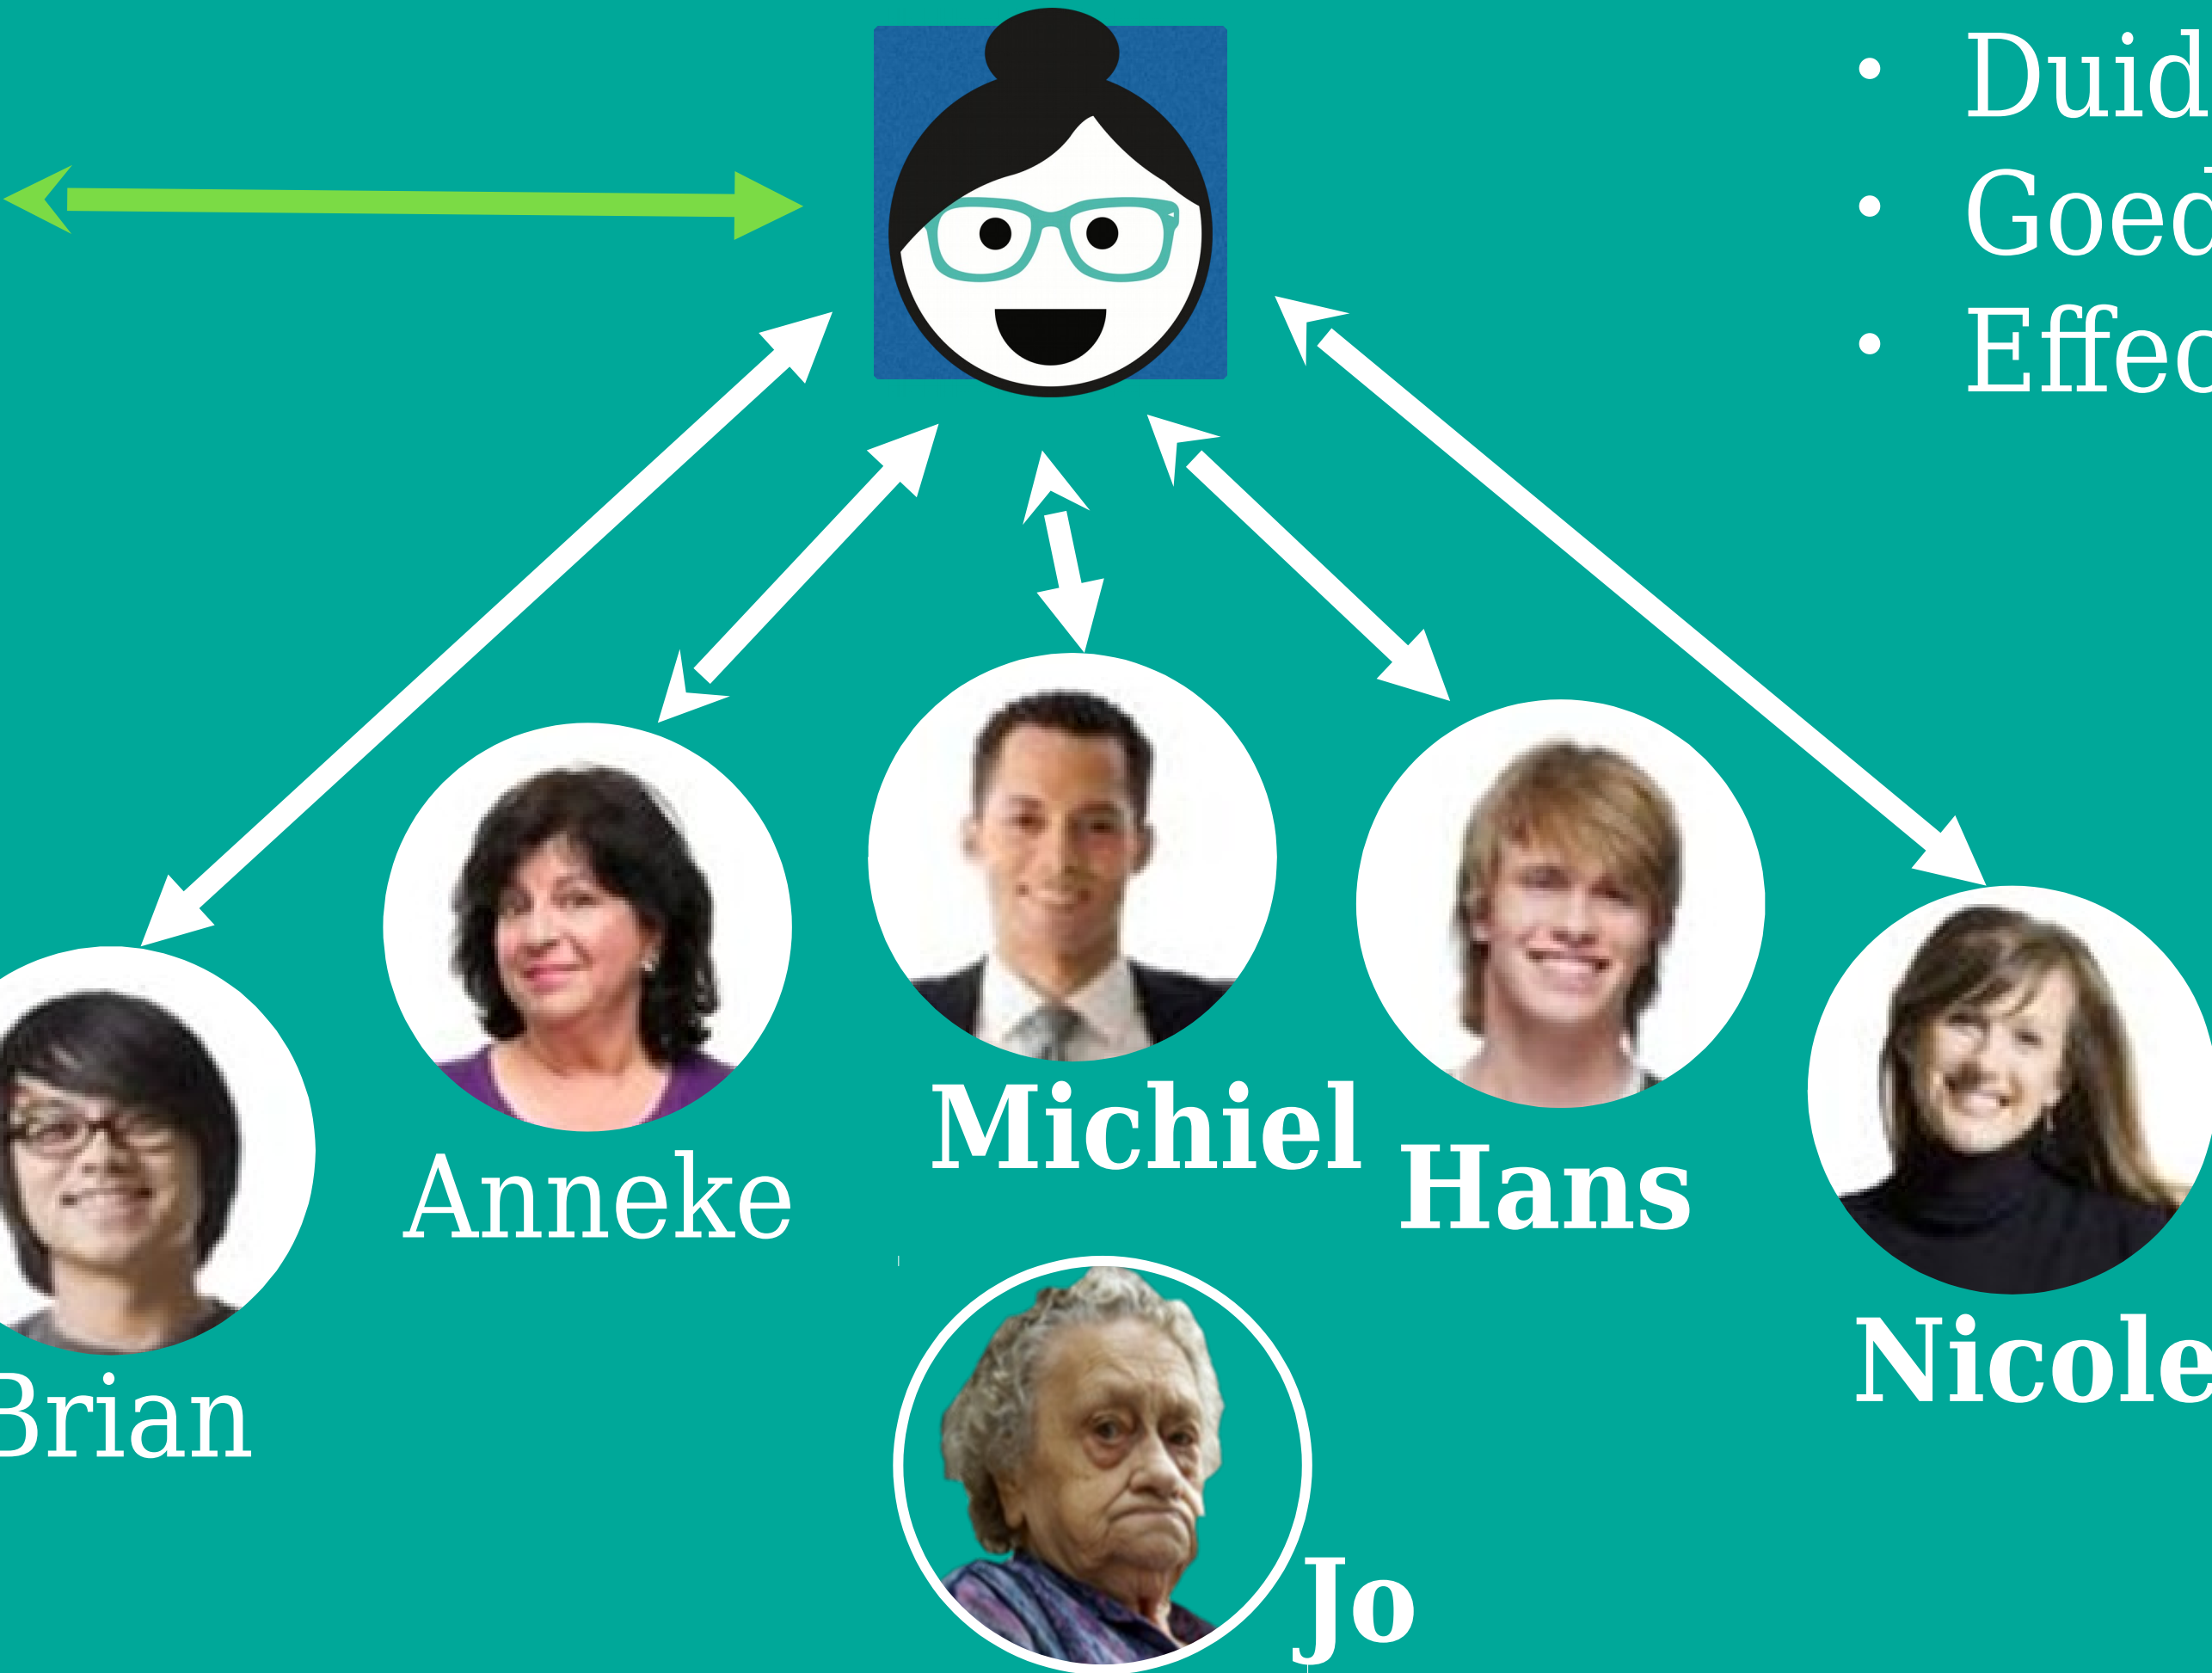 • Duid
• Goed
• Effec
Michiel
Hans
Anneke
Nicole
Brian
Jo